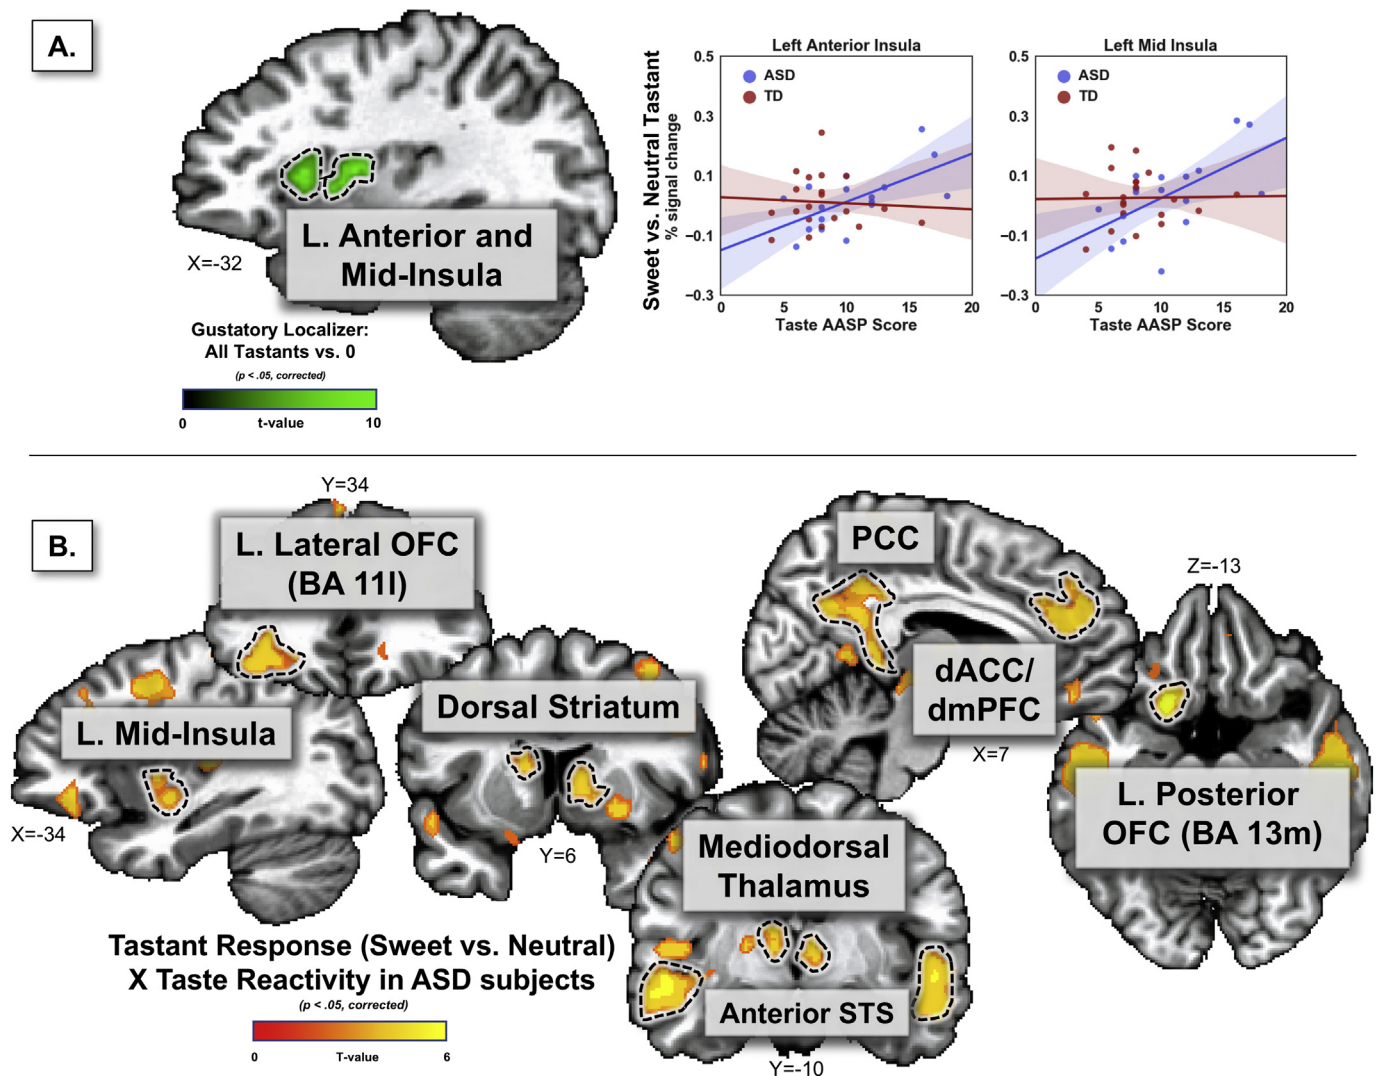 A.
L. Anterior and
Mid-Insula
X=-32
Gustatory Localizer:
All Tastants vs. 0
(p < .05, corrected)
0
t-value
10
Sweet vs. Neutral Tastant
% signal change
Left Anterior Insula
ASD
TD
0.5
0.3
0.1
−0.1
−0.3
0
5
10
15
20
Taste AASP Score
Left Mid Insula
ASD
TD
0.5
0.3
0.1
−0.1
−0.3
0
5
10
15
20
Taste AASP Score
B.
Y=34
L. Lateral OFC
(BA 11l)
L. Mid-Insula
X=-34
Dorsal Striatum
Y=6
PCC
dACC/
dmPFC
X=7
Z=-13
L. Posterior
OFC (BA 13m)
Mediodorsal
Thalamus
Anterior STS
Y=-10
Tastant Response (Sweet vs. Neutral)
X Taste Reactivity in ASD subjects
(p < .05, corrected)
0
T-value
6